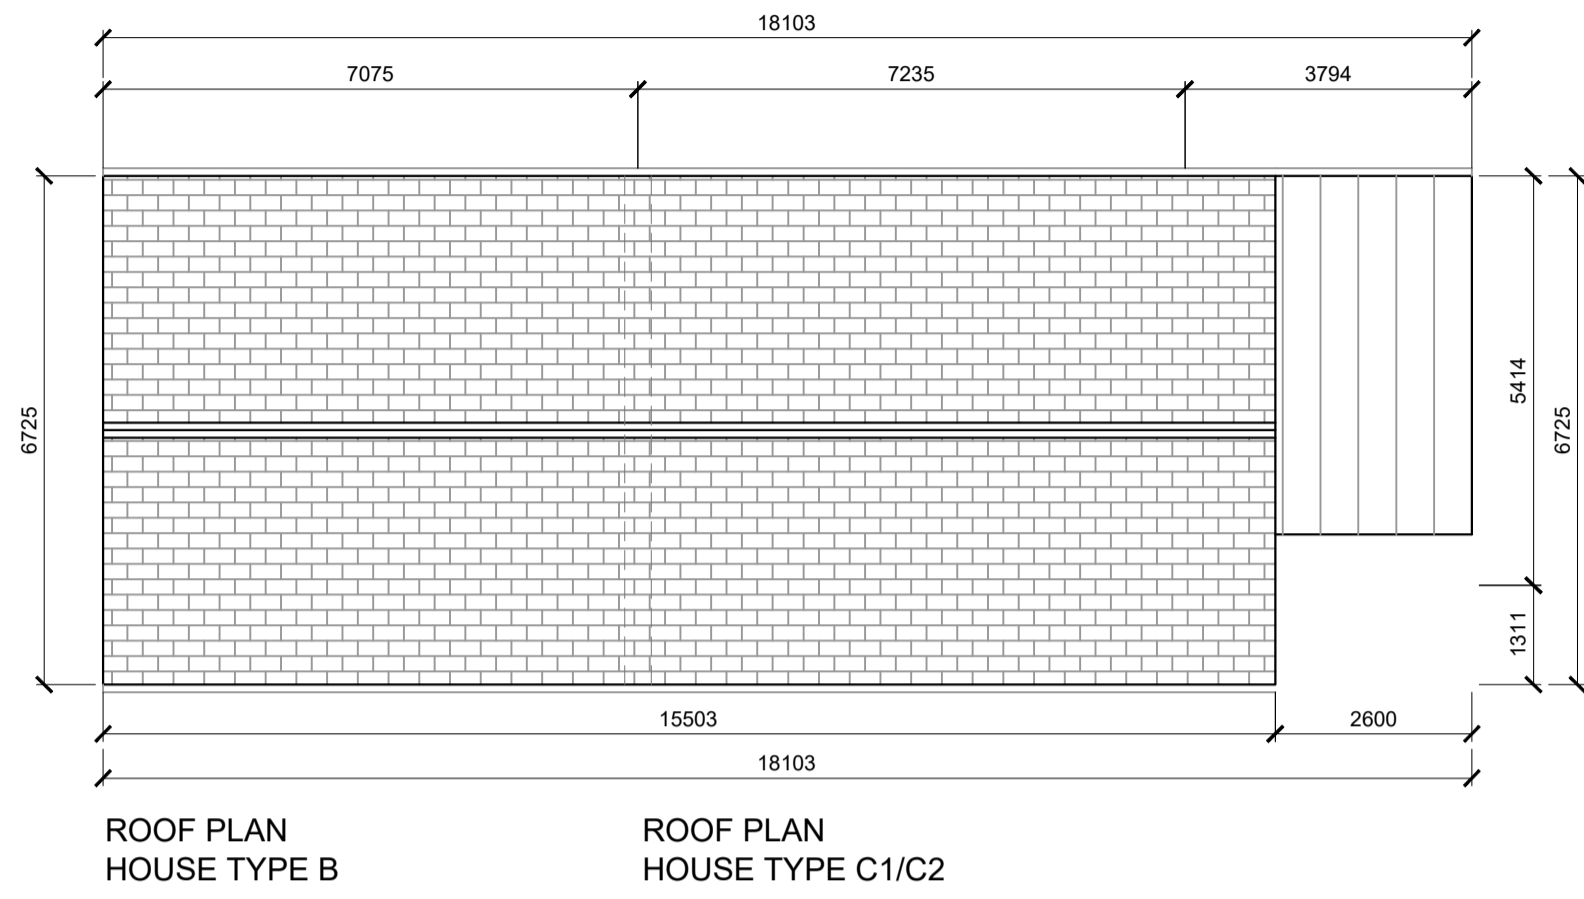 18103
7075
7235
3794
6725
5414
6725
1311
15503
2600
18103
ROOF PLAN
HOUSE TYPE B
ROOF PLAN
HOUSE TYPE C1/C2